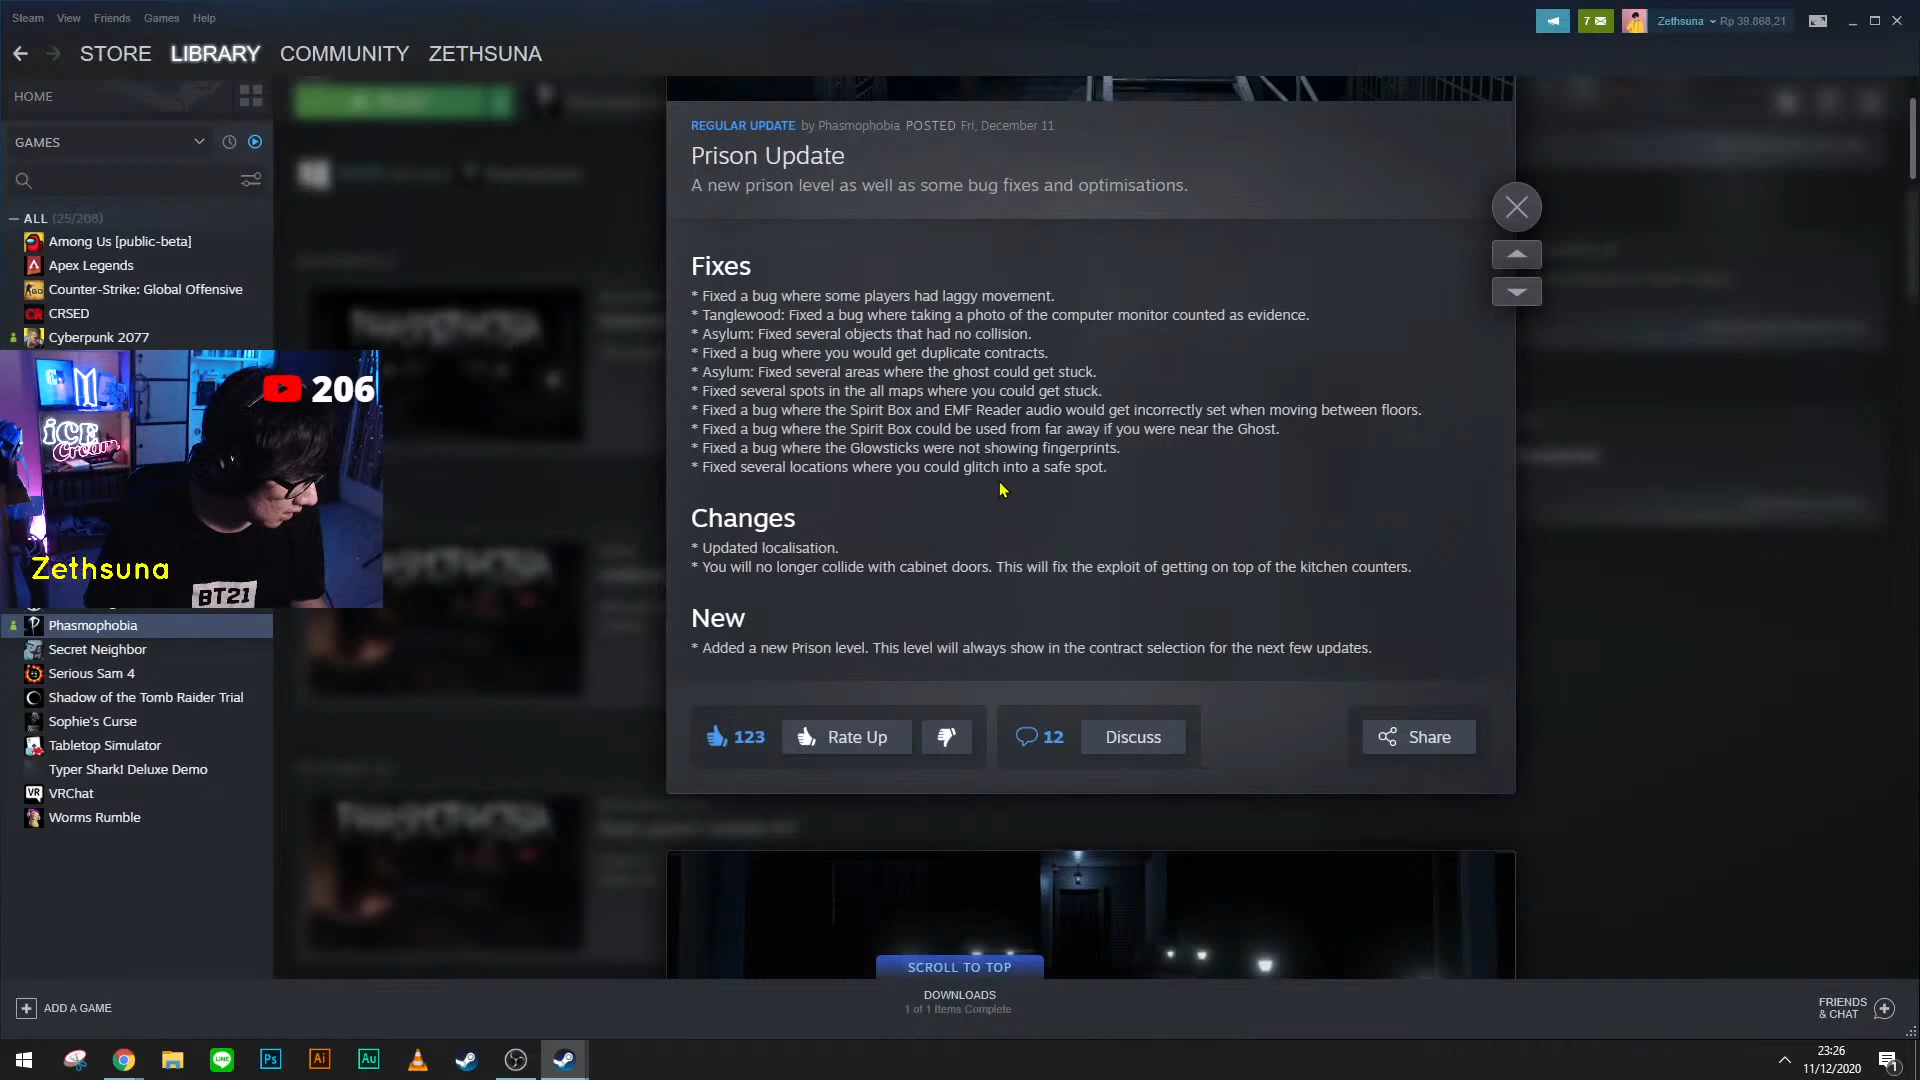 Steam View Friends Games Help
7
Zethsuna Rp 39.868,21
STORE LIBRARY COMMUNITY ZETHSUNA
HOME
GAMES
ALL (25/208)
Among Us [public-beta]
Apex Legends
Counter-Strike: Global Offensive
CRSED
Cyberpunk 2077
206
iCE
Cream
Zethsuna
BT21
Phasmophobia
Secret Neighbor
Serious Sam 4
Shadow of the Tomb Raider Trial
Sophie's Curse
Tabletop Simulator
Typer Shark! Deluxe Demo
VRChat
Worms Rumble
REGULAR UPDATE by Phasmophobia POSTED Fri, December 11
Prison Update
A new prison level as well as some bug fixes and optimisations.
Fixes
* Fixed a bug where some players had laggy movement.
* Tanglewood: Fixed a bug where taking a photo of the computer monitor counted as evidence.
* Asylum: Fixed several objects that had no collision.
* Fixed a bug where you would get duplicate contracts.
* Asylum: Fixed several areas where the ghost could get stuck.
* Fixed several spots in the all maps where you could get stuck.
* Fixed a bug where the Spirit Box and EMF Reader audio would get incorrectly set when moving between floors.
* Fixed a bug where the Spirit Box could be used from far away if you were near the Ghost.
* Fixed a bug where the Glowsticks were not showing fingerprints.
* Fixed several locations where you could glitch into a safe spot.
Changes
* Updated localisation.
* You will no longer collide with cabinet doors. This will fix the exploit of getting on top of the kitchen counters.
New
* Added a new Prison level. This level will always show in the contract selection for the next few updates.
123 Rate Up 12 Discuss Share
SCROLL TO TOP
ADD A GAME
DOWNLOADS
1 of 1 Items Complete
FRIENDS
& CHAT
LINE Ps Ai Au
23:26
11/12/2020
1